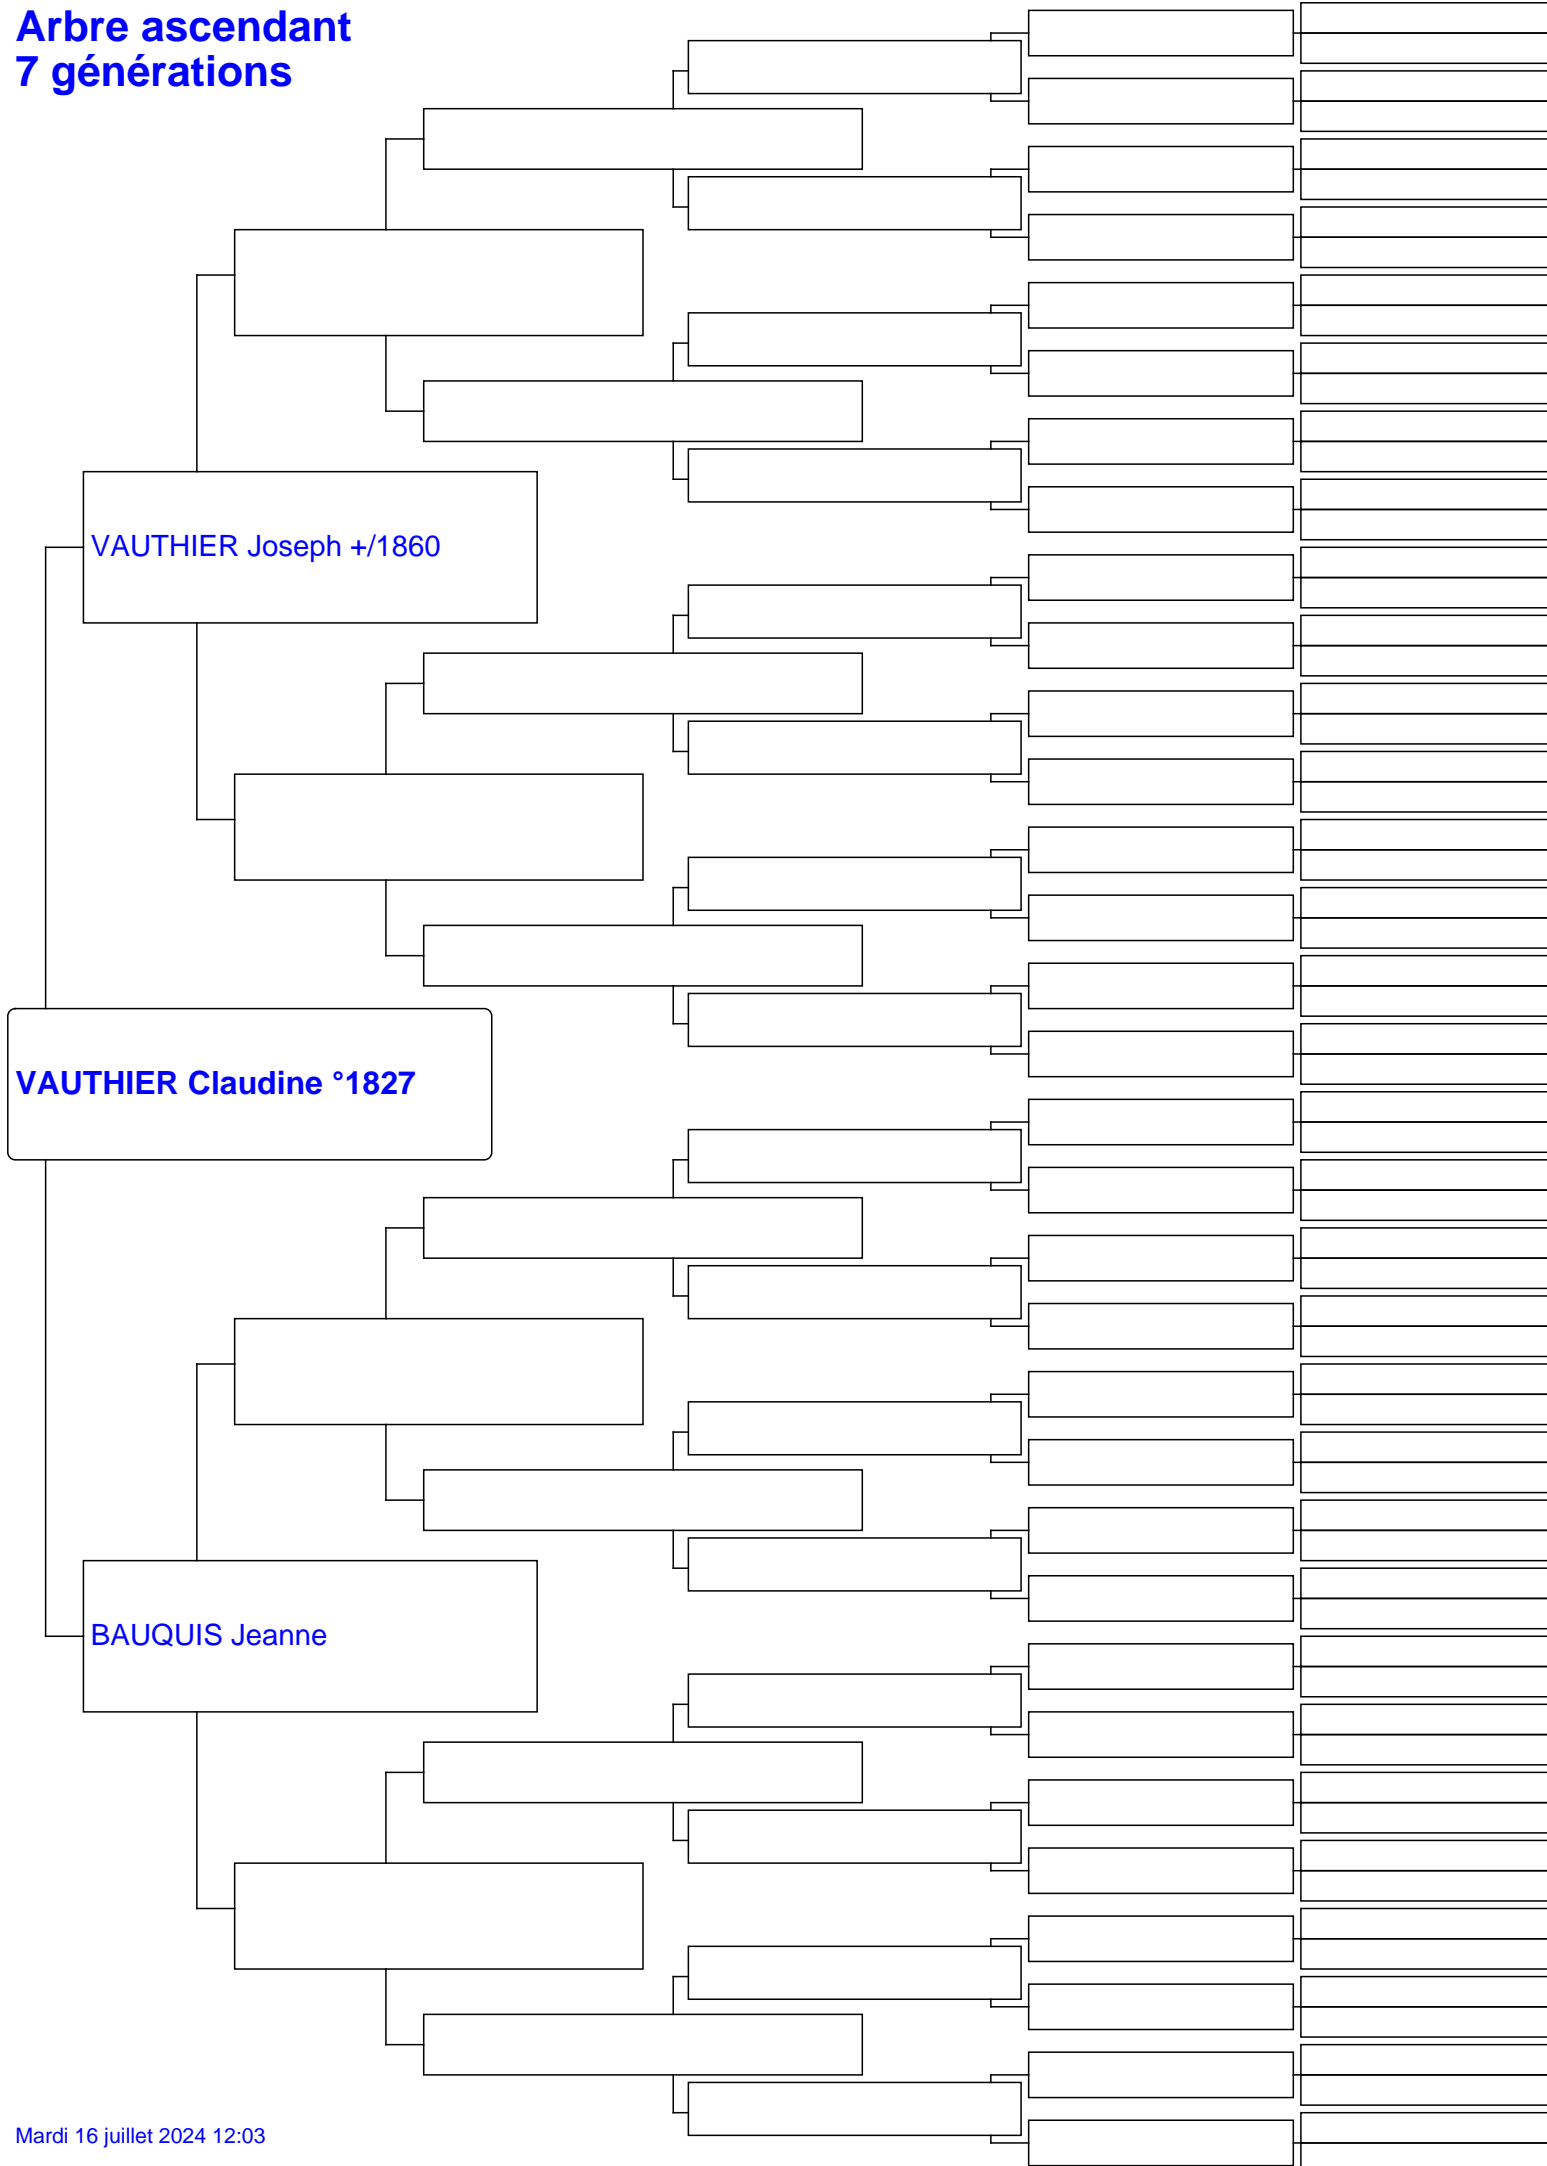 Arbre ascendant
7 générations
VAUTHIER Joseph +/1860
VAUTHIER Claudine °1827
BAUQUIS Jeanne
Mardi 16 juillet 2024 12:03